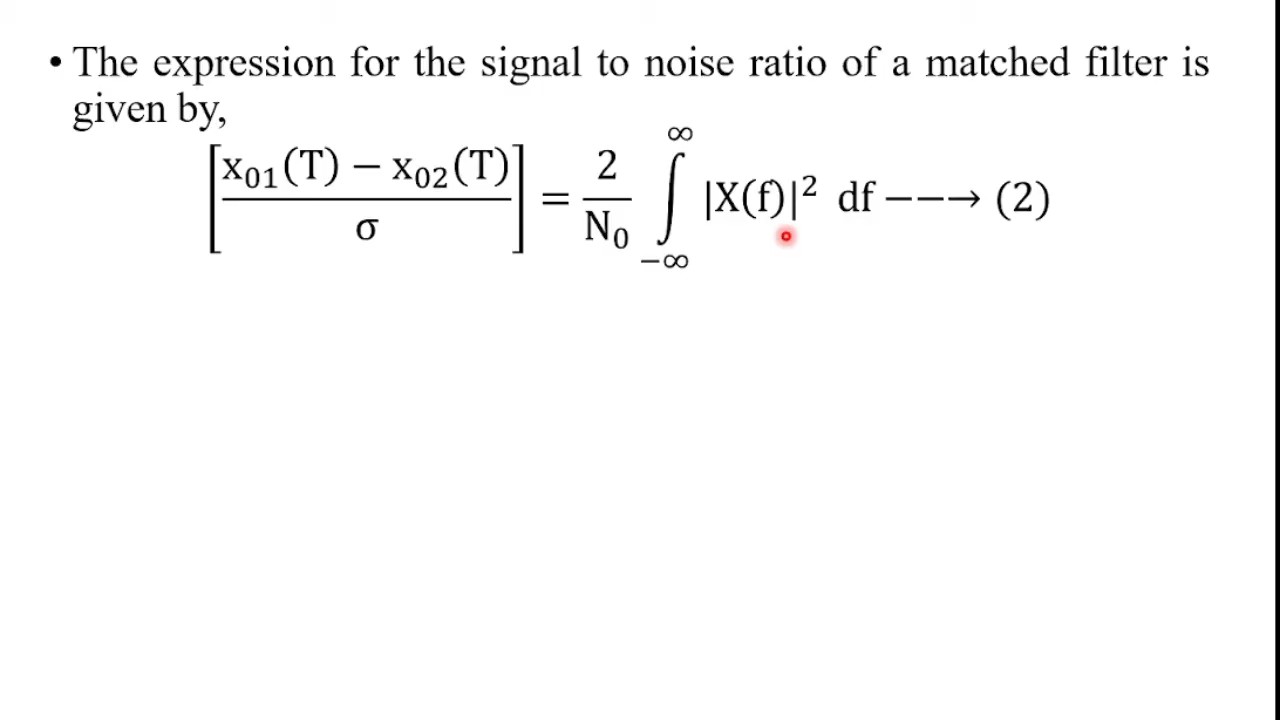 • The expression for the signal to noise ratio of a matched filter is
given by,
[(x₀₁(T) − x₀₂(T))/σ] = 2/N₀ ∫_{−∞}^{∞} |X(f)|² df −−→ (2)